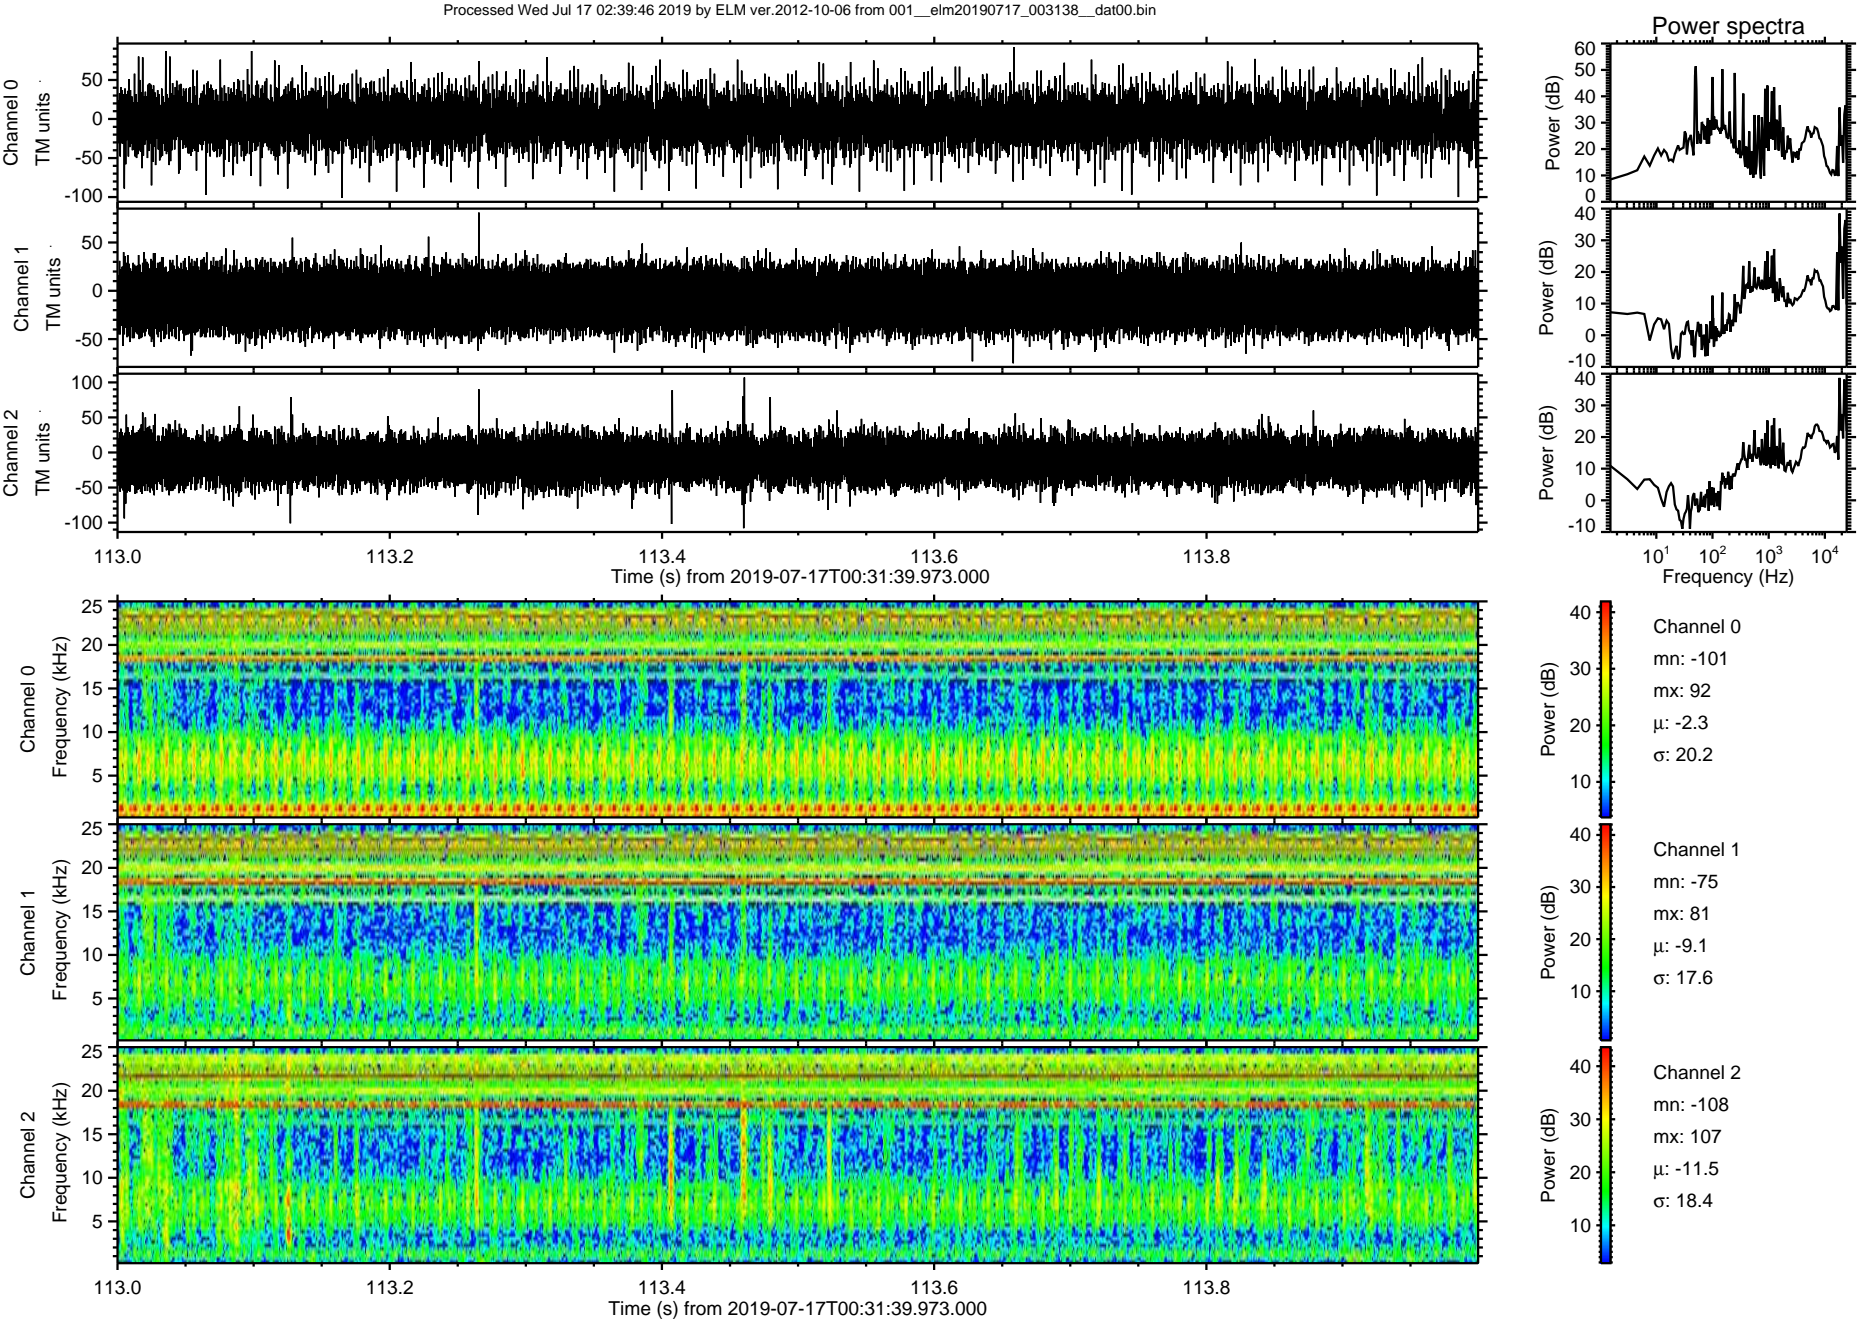 Processed Wed Jul 17 02:39:46 2019 by ELM ver.2012-10-06 from 001__elm20190717_003138__dat00.bin
Power spectra
Channel 0
TM units
50
0
-50
-100
Power (dB)
60
50
40
30
20
10
0
Channel 1
TM units
50
0
-50
Power (dB)
40
30
20
10
0
-10
Channel 2
TM units
100
50
0
-50
-100
Power (dB)
40
30
20
10
0
-10
113.0 113.2 113.4 113.6 113.8
Time (s) from 2019-07-17T00:31:39.973.000
10^1 10^2 10^3 10^4
Frequency (Hz)
Channel 0
Frequency (kHz)
25
20
15
10
5
Power (dB)
40
30
20
10
Channel 0
mn: -101
mx: 92
μ: -2.3
σ: 20.2
Channel 1
Frequency (kHz)
25
20
15
10
5
Power (dB)
40
30
20
10
Channel 1
mn: -75
mx: 81
μ: -9.1
σ: 17.6
Channel 2
Frequency (kHz)
25
20
15
10
5
Power (dB)
40
30
20
10
Channel 2
mn: -108
mx: 107
μ: -11.5
σ: 18.4
113.0 113.2 113.4 113.6 113.8
Time (s) from 2019-07-17T00:31:39.973.000